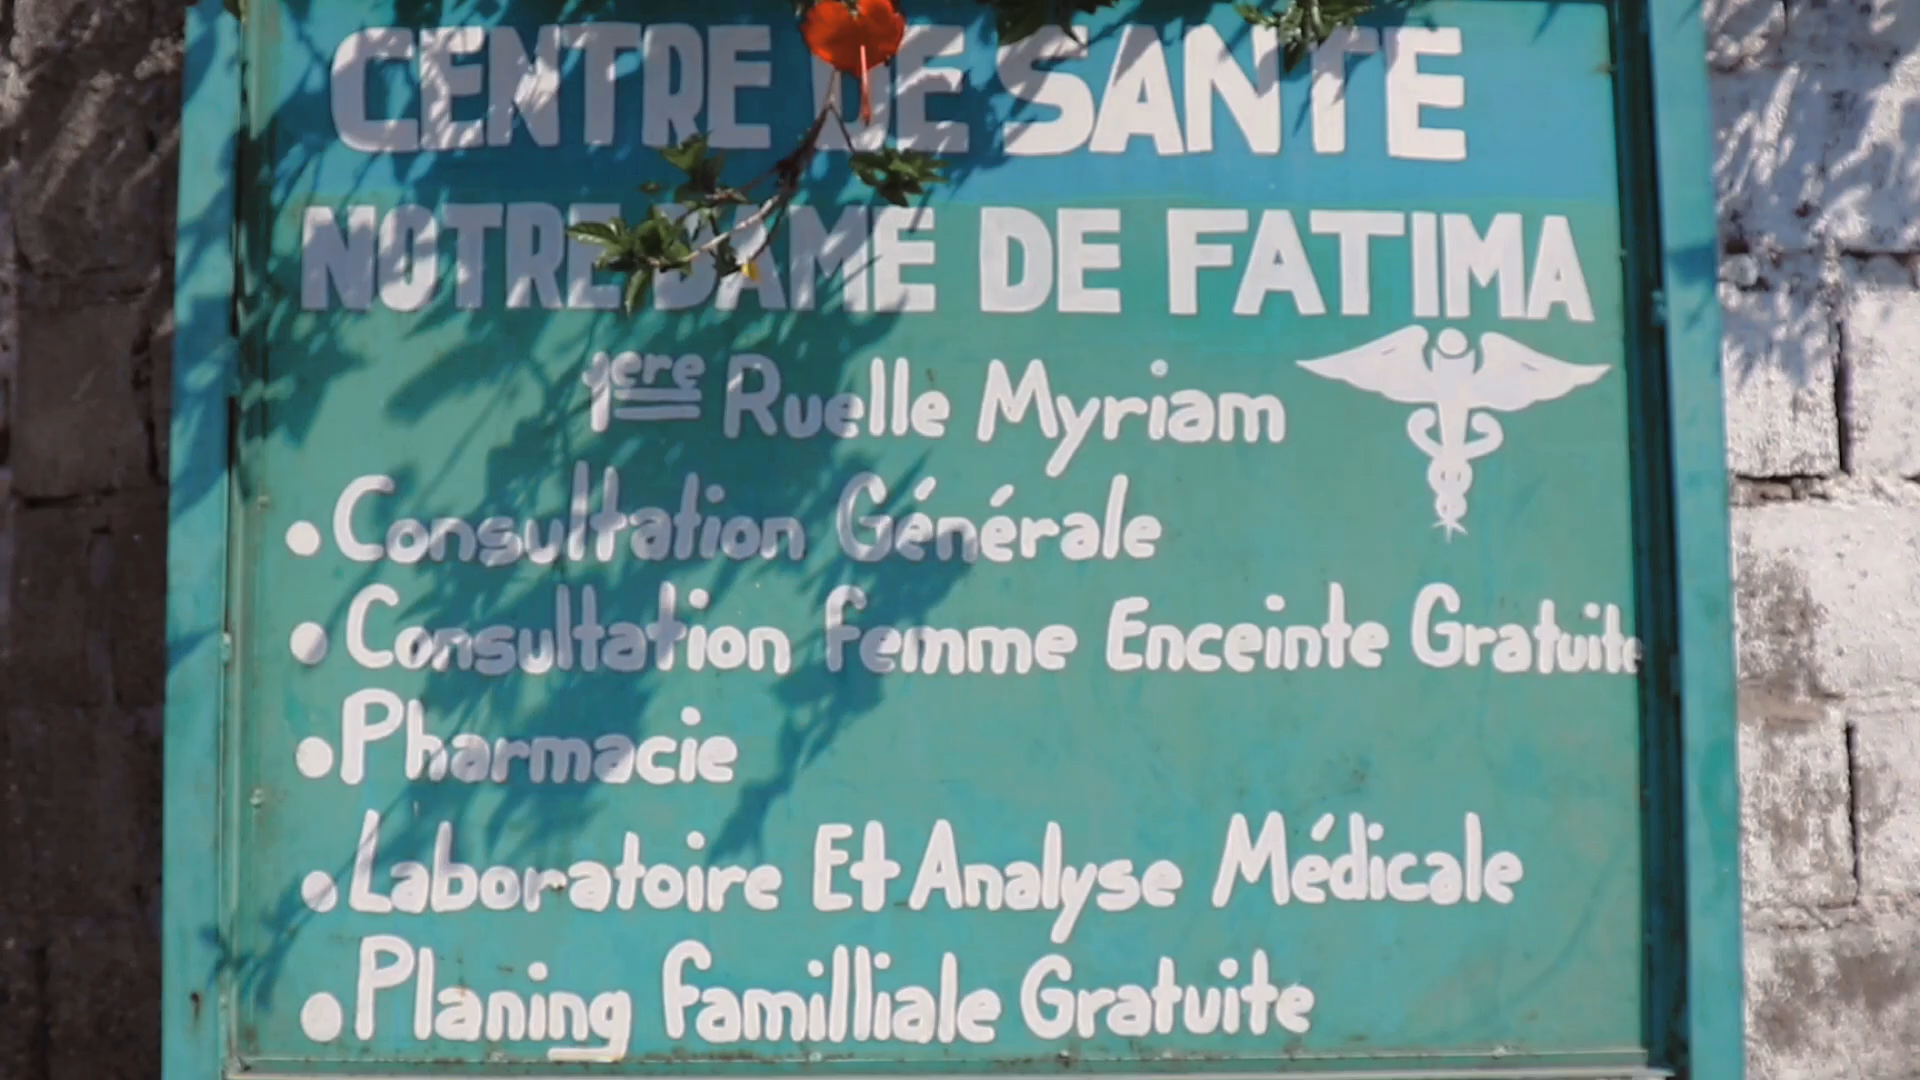 CENTRE DE SANTE
NOTRE DAME DE FATIMA
1ere Ruelle Myriam
• Consultation Générale
• Consultation femme Enceinte Gratuite
• Pharmacie
• Laboratoire Et Analyse Médicale
• Planing familliale Gratuite